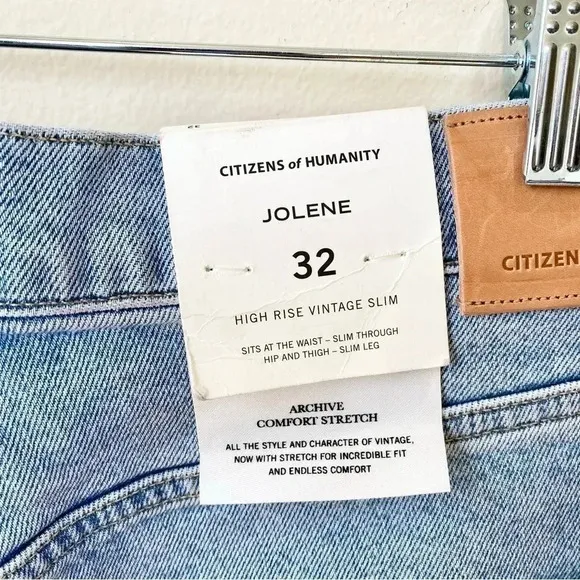 CITIZENS of HUMANITY
JOLENE
32
HIGH RISE VINTAGE SLIM
SITS AT THE WAIST – SLIM THROUGH
HIP AND THIGH – SLIM LEG
ARCHIVE
COMFORT STRETCH
ALL THE STYLE AND CHARACTER OF VINTAGE,
NOW WITH STRETCH FOR INCREDIBLE FIT
AND ENDLESS COMFORT
CITIZEN